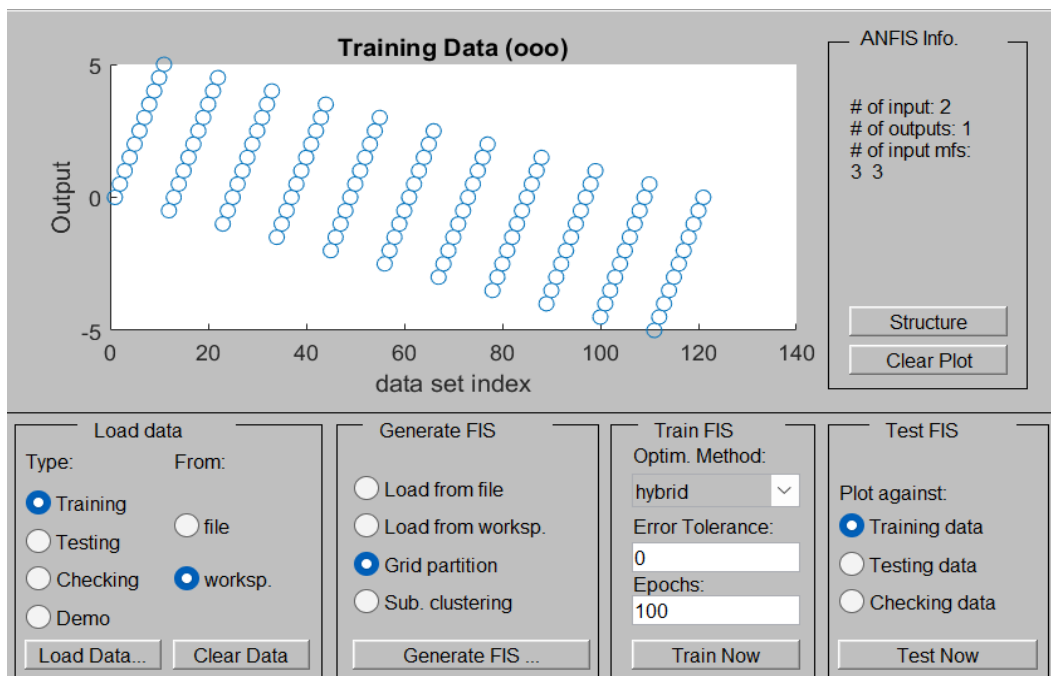 Training Data (ooo)
5
0
-5
Output
0 20 40 60 80 100 120 140
data set index
ANFIS Info.
# of input: 2
# of outputs: 1
# of input mfs:
3 3
Structure
Clear Plot
Load data
Type: From:
Training
file
Testing
Checking
worksp.
Demo
Load Data...
Clear Data
Generate FIS
Load from file
Load from worksp.
Grid partition
Sub. clustering
Generate FIS ...
Train FIS
Optim. Method:
hybrid
Error Tolerance:
0
Epochs:
100
Train Now
Test FIS
Plot against:
Training data
Testing data
Checking data
Test Now